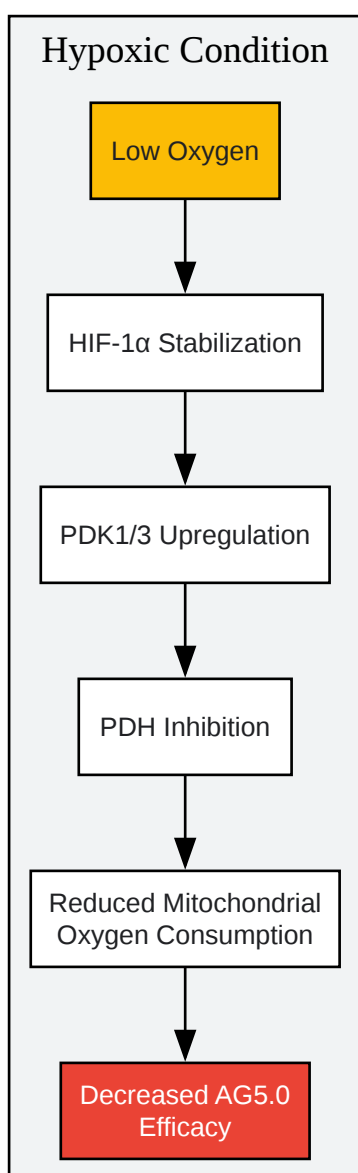 Hypoxic Condition
Low Oxygen
HIF-1α Stabilization
PDK1/3 Upregulation
PDH Inhibition
Reduced Mitochondrial
Oxygen Consumption
Decreased AG5.0
Efficacy